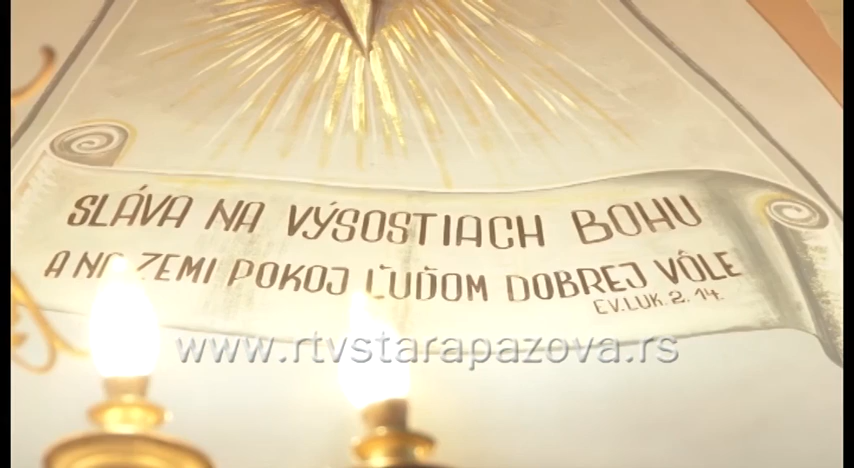 SLÁVA NA VÝSOSTIACH BOHU
A NA ZEMI POKOJ ĽUĎOM DOBREJ VÔLE
EV. LUK. 2. 14.
www.rtvstarapazova.rs